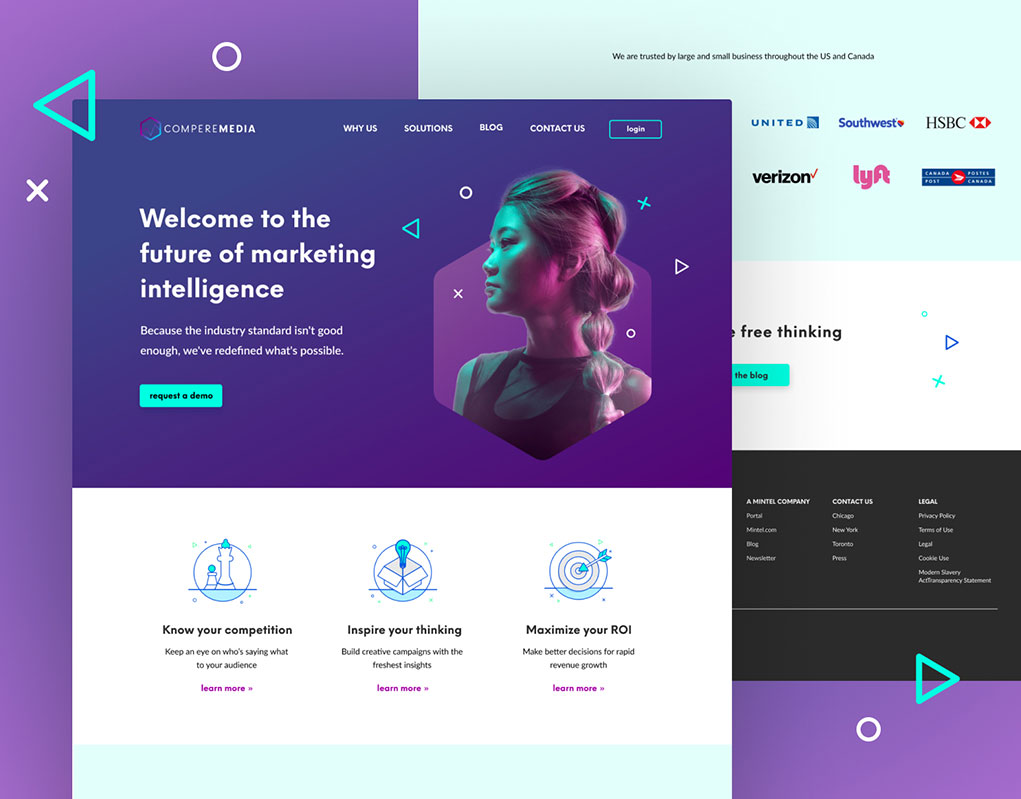 We are trusted by large and small business throughout the US and Canada
UNITED
Southwest
HSBC
verizon
lyft
CANADA POST
POSTES CANADA
COMPEREMEDIA
WHY US
SOLUTIONS
BLOG
CONTACT US
login
Welcome to the
future of marketing
intelligence
Because the industry standard isn't good
enough, we've redefined what's possible.
request a demo
free thinking
the blog
Know your competition
Keep an eye on who's saying what
to your audience
learn more »
Inspire your thinking
Build creative campaigns with the
freshest insights
learn more »
Maximize your ROI
Make better decisions for rapid
revenue growth
learn more »
A MINTEL COMPANY
Portal
Mintel.com
Blog
Newsletter
CONTACT US
Chicago
New York
Toronto
Press
LEGAL
Privacy Policy
Terms of Use
Legal
Cookie Use
Modern Slavery
ActTransparency Statement